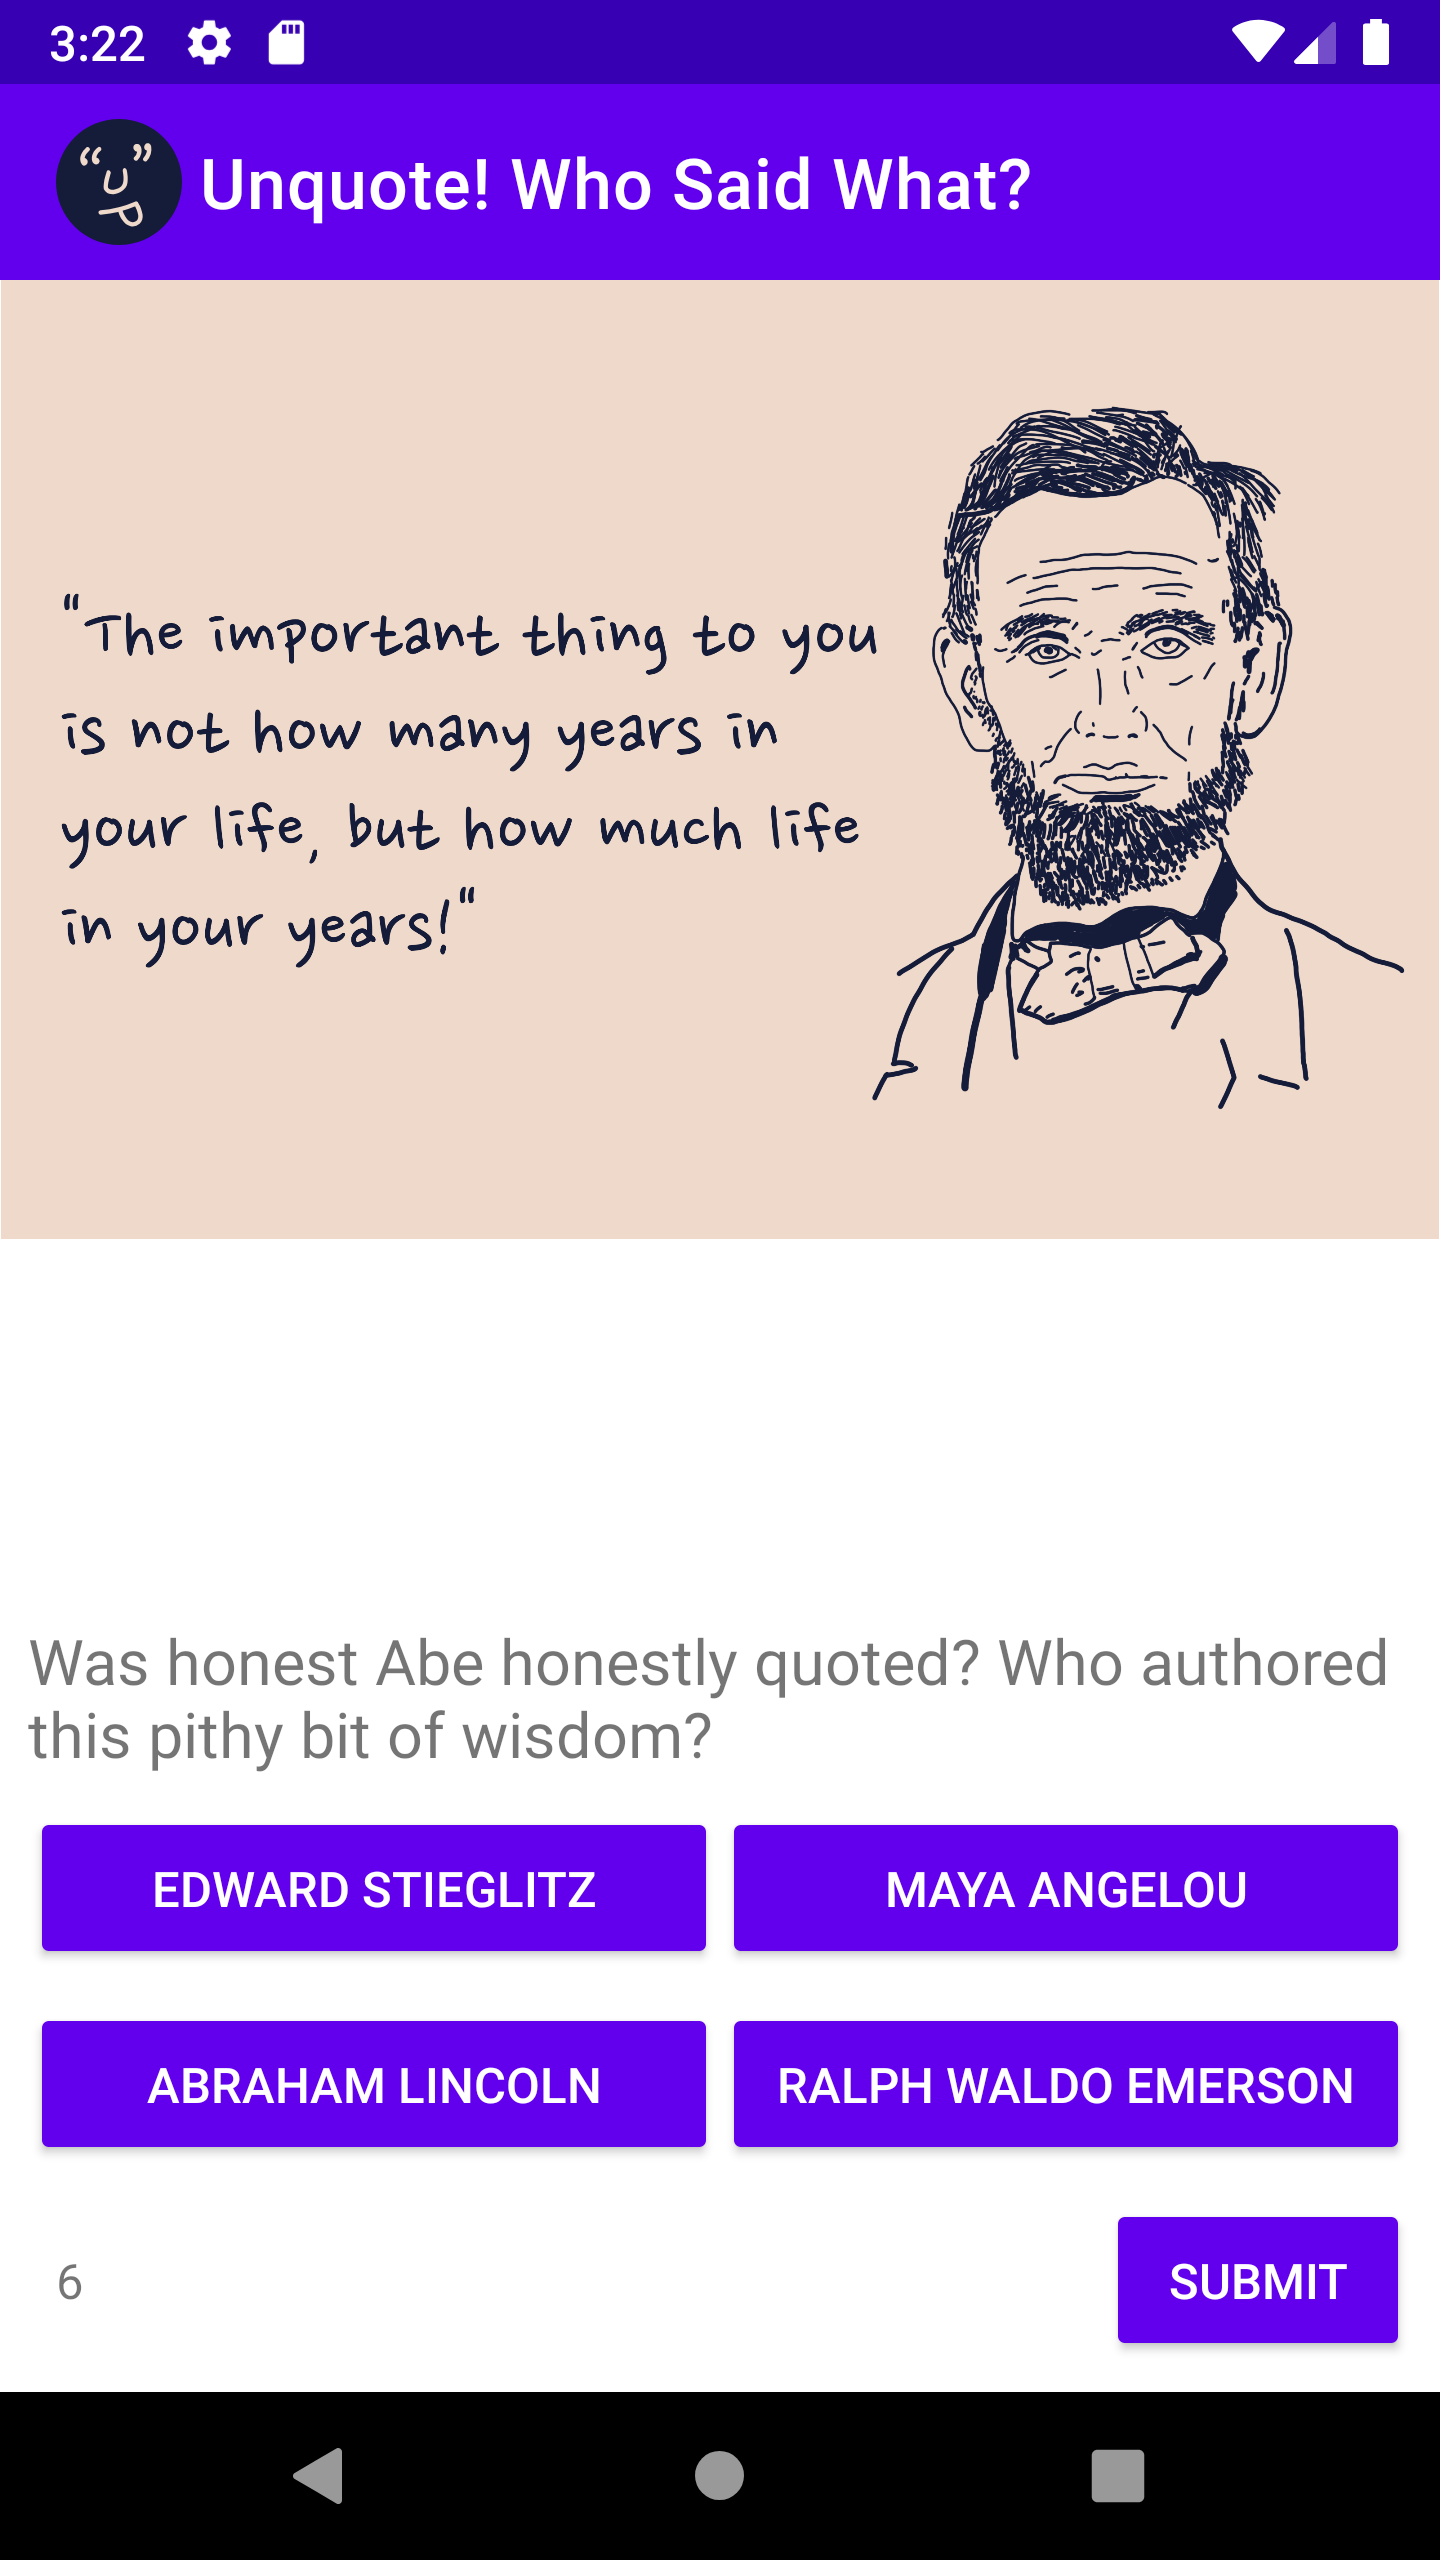 3:22
Unquote! Who Said What?
"The important thing to you
is not how many years in
your life, but how much life
in your years!"
Was honest Abe honestly quoted? Who authored
this pithy bit of wisdom?
EDWARD STIEGLITZ
MAYA ANGELOU
ABRAHAM LINCOLN
RALPH WALDO EMERSON
6
SUBMIT